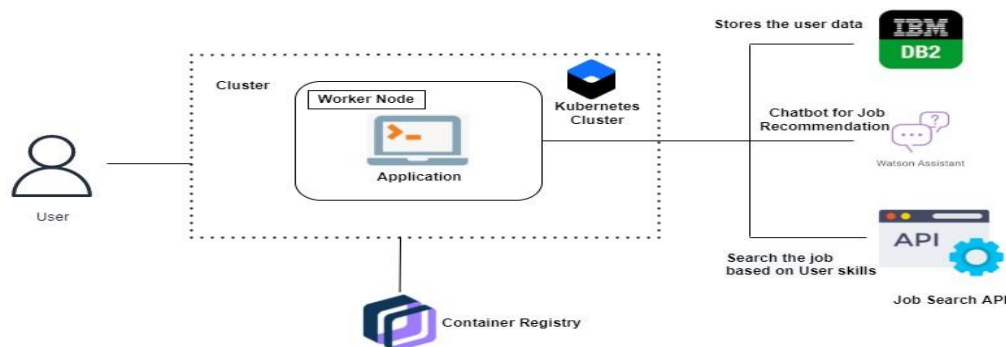 Stores the user data
IBM
DB2
Cluster
Worker Node
Kubernetes
Cluster
Application
Chatbot for Job
Recommendation
?
Watson Assistant
User
API
Search the job
based on User skills
Job Search API
Container Registry